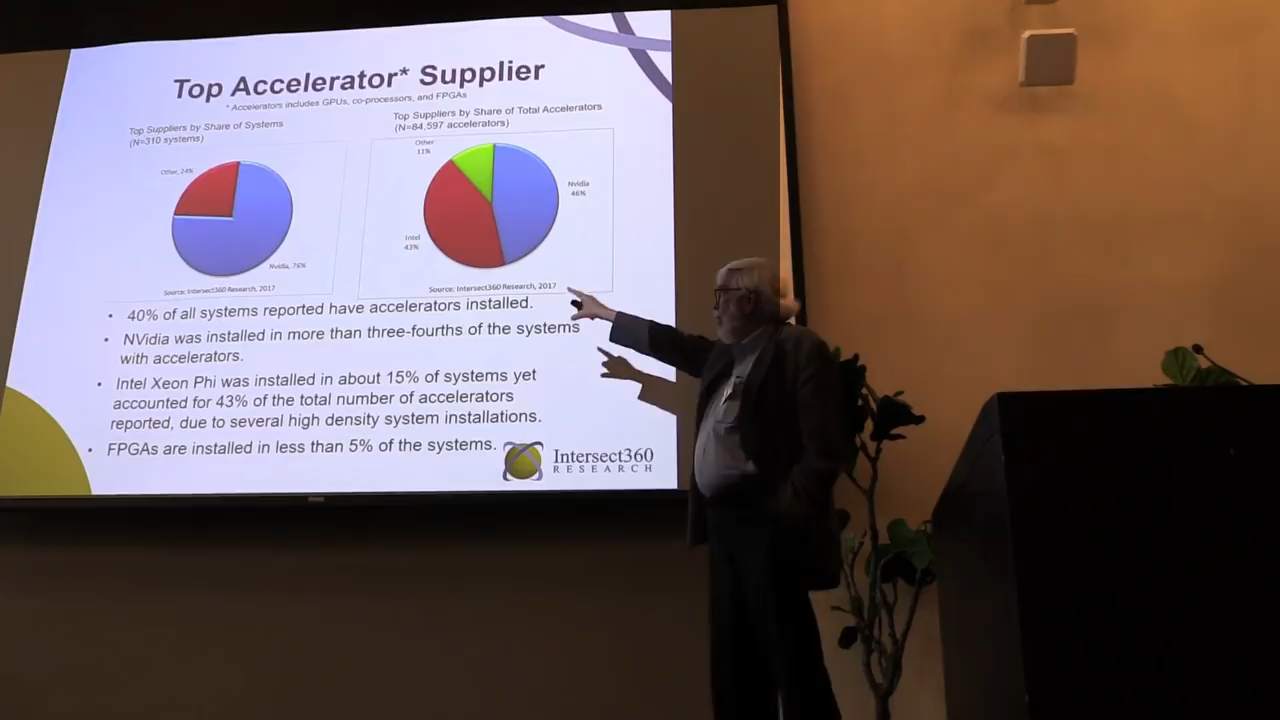 Top Accelerator* Supplier
* Accelerators includes GPUs, co-processors, and FPGAs
Top Suppliers by Share of Systems
(N=310 systems)
Other, 24%
Nvidia, 76%
Source: Intersect360 Research, 2017
Top Suppliers by Share of Total Accelerators
(N=84,597 accelerators)
Other
11%
Nvidia
46%
Intel
43%
Source: Intersect360 Research, 2017
• 40% of all systems reported have accelerators installed.
• NVidia was installed in more than three-fourths of the systems
with accelerators.
• Intel Xeon Phi was installed in about 15% of systems yet
accounted for 43% of the total number of accelerators
reported, due to several high density system installations.
• FPGAs are installed in less than 5% of the systems.
Intersect360
RESEARCH